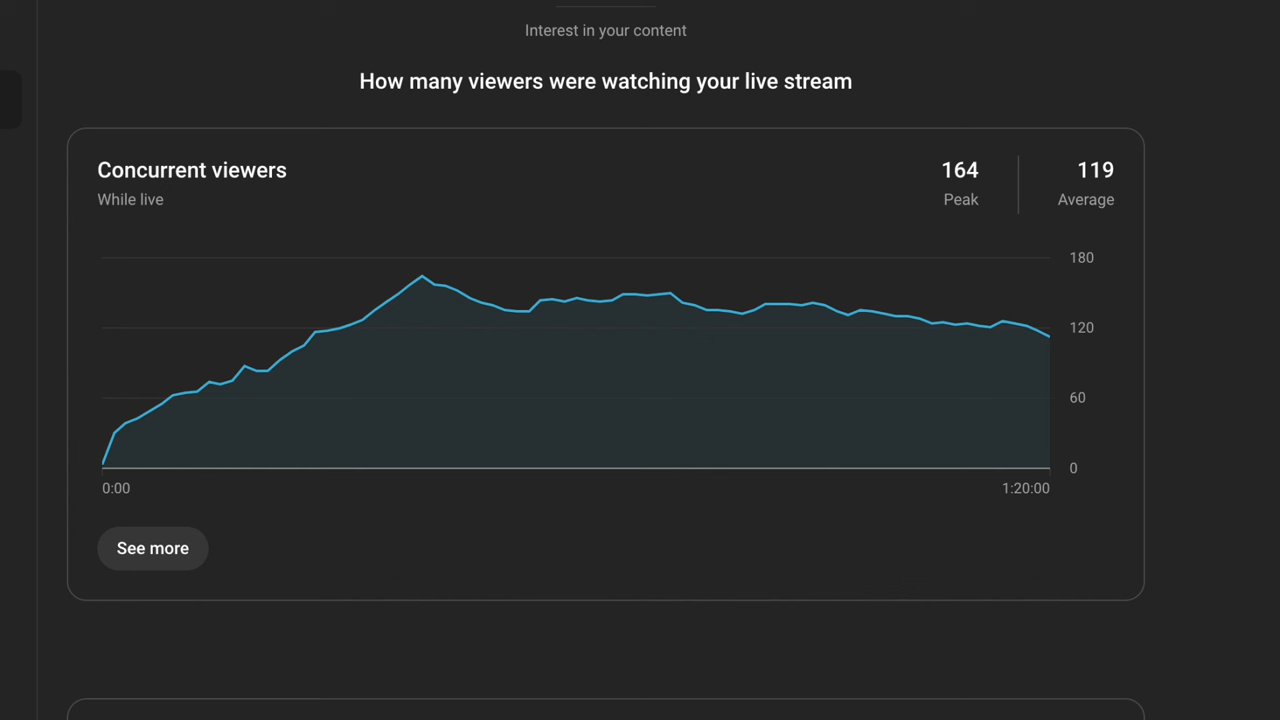 Interest in your content
How many viewers were watching your live stream
Concurrent viewers
While live
164
Peak
119
Average
180
120
60
0
0:00
1:20:00
See more